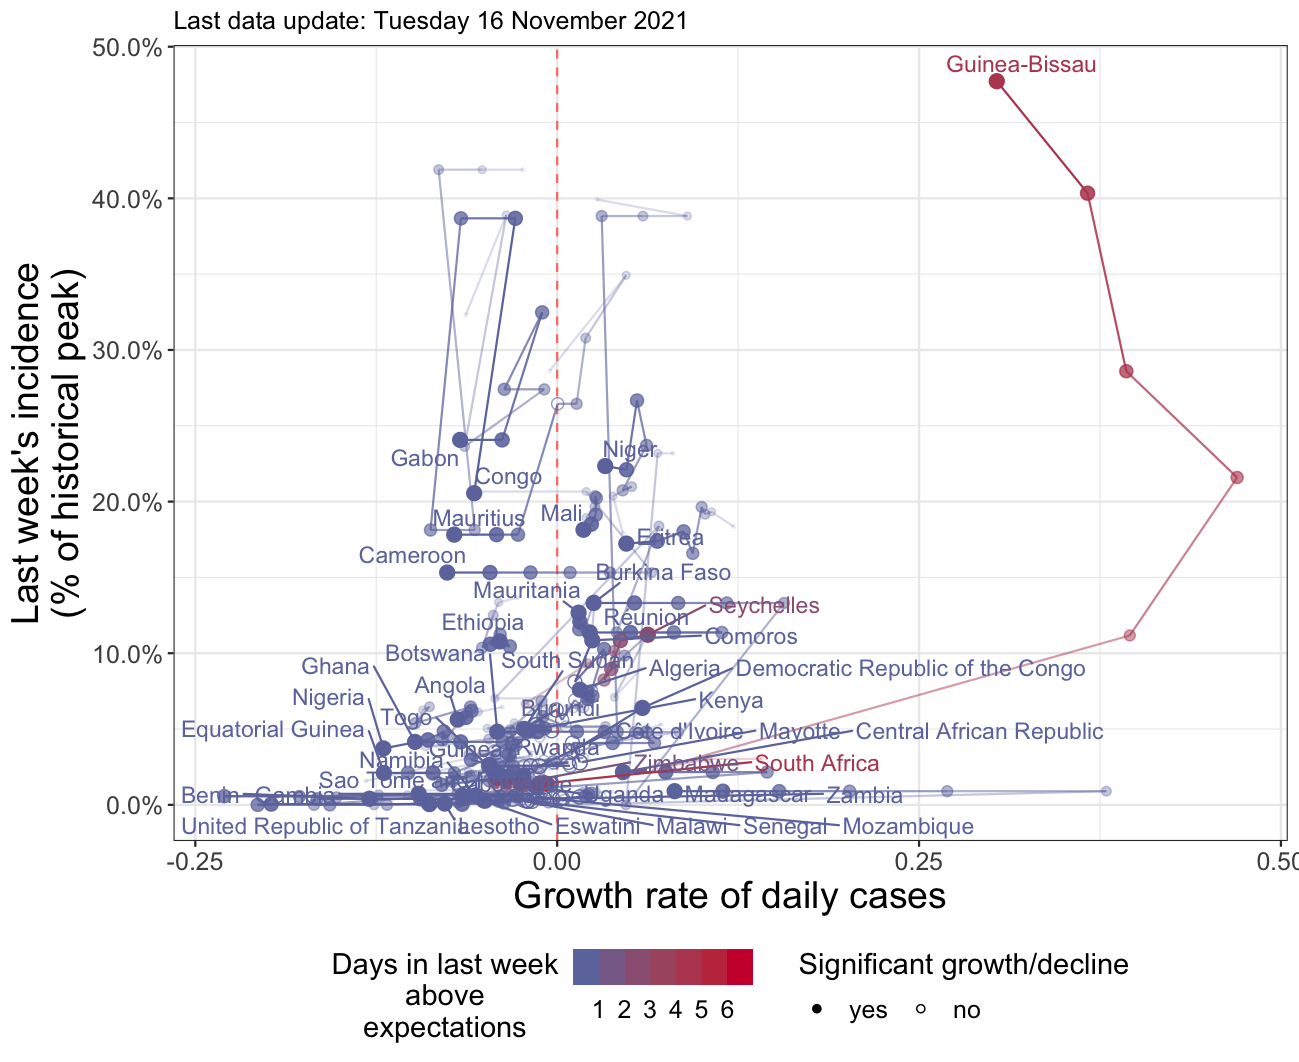 Last data update: Tuesday 16 November 2021
50.0%
Guinea-Bissau
40.0%
30.0%
Last week's incidence
(% of historical peak)
Niger
Gabon
Congo
20.0%
Mauritius
Mali
Eritrea
Cameroon
Burkina Faso
Mauritania
Seychelles
Réunion
Ethiopia
Comoros
Botswana
South Sudan
10.0%
Ghana
Algeria
Democratic Republic of the Congo
Angola
Nigeria
Kenya
Togo
Burundi
Equatorial Guinea
Côte d'Ivoire
Mayotte
Central African Republic
Guinea
Rwanda
Namibia
Zimbabwe
South Africa
Sao Tome and
Benin
Gambia
Uganda
Madagascar
Zambia
0.0%
United Republic of Tanzania
Lesotho
Eswatini
Malawi
Senegal
Mozambique
-0.25
0.00
0.25
0.50
Growth rate of daily cases
Days in last week
above
expectations
1 2 3 4 5 6
Significant growth/decline
yes
no